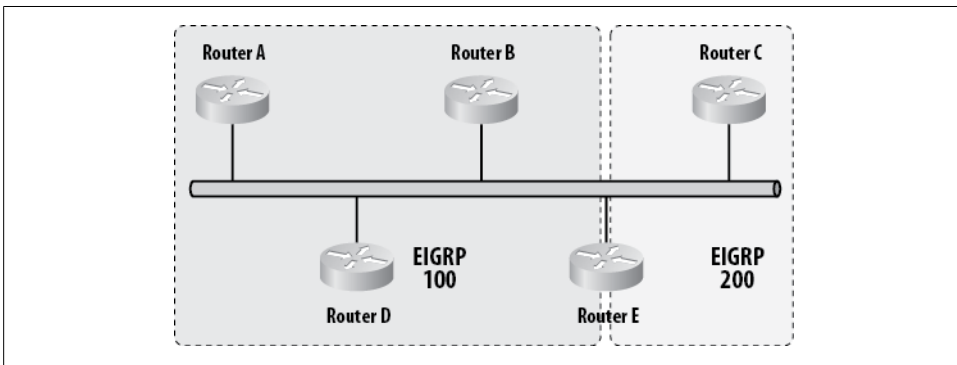 Router A
Router B
Router C
EIGRP
100
EIGRP
200
Router D
Router E